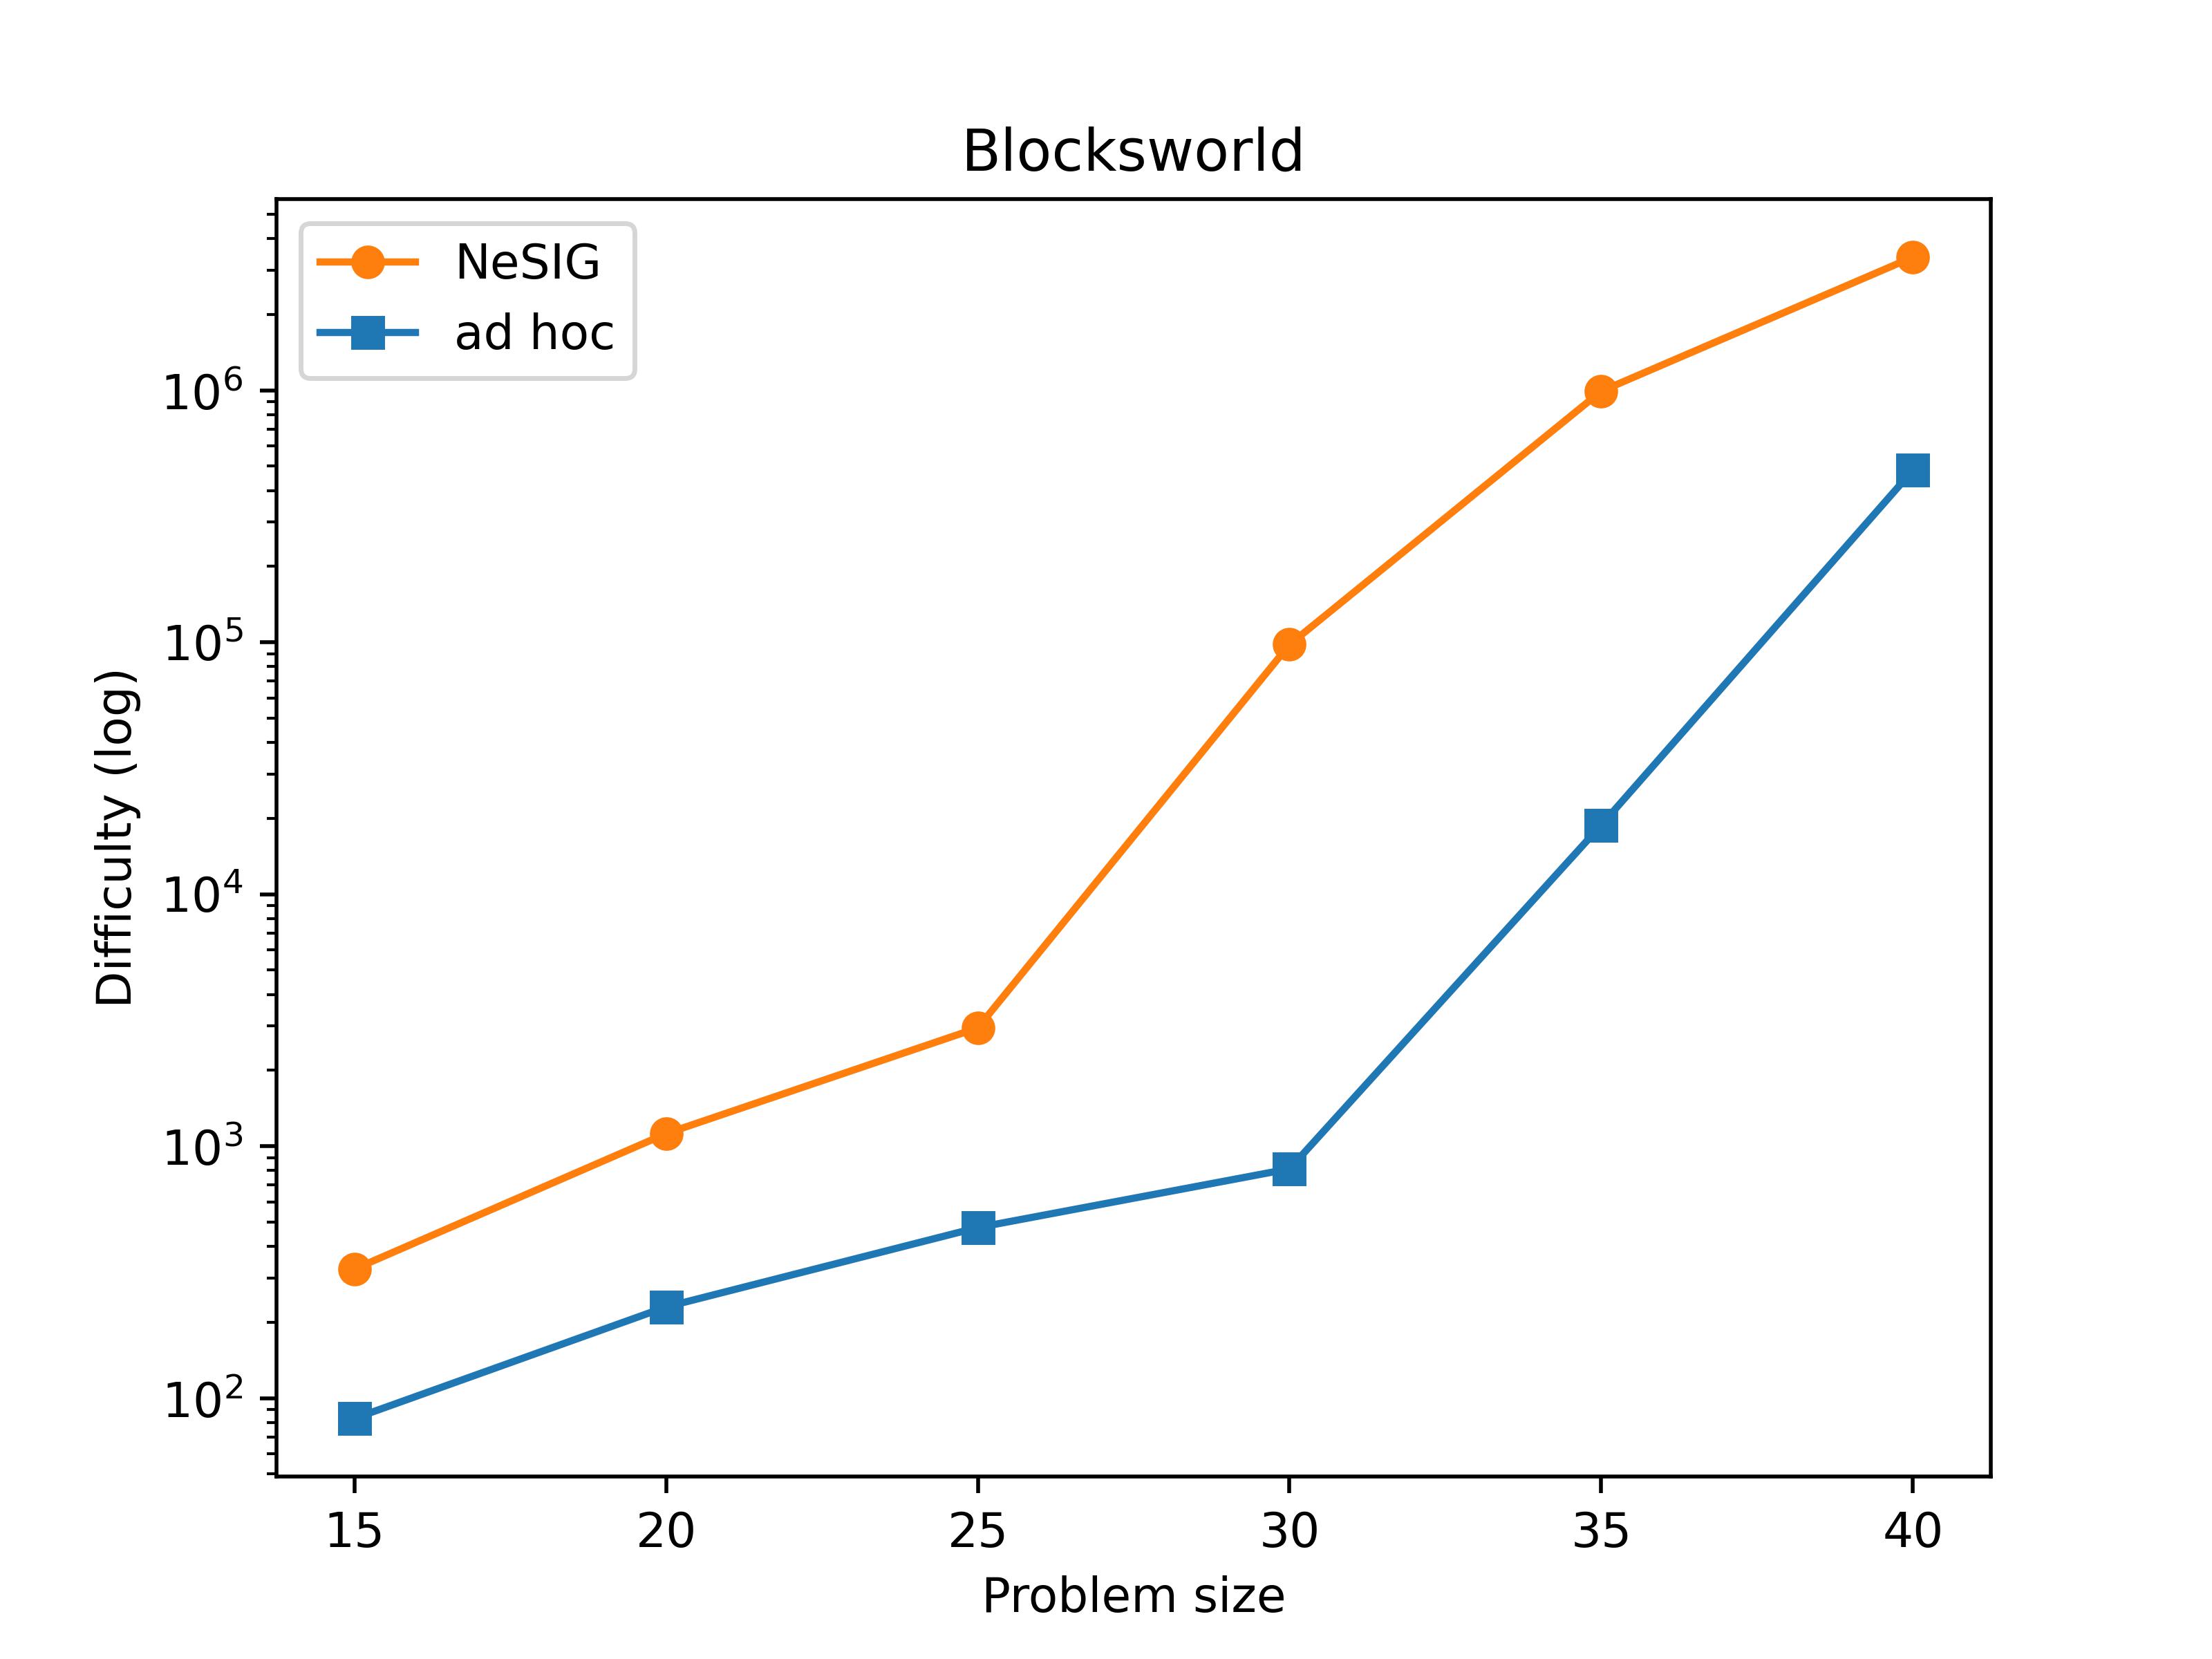 Blocksworld
NeSIG
ad hoc
10⁶
10⁵
10⁴
10³
10²
Difficulty (log)
15 20 25 30 35 40
Problem size